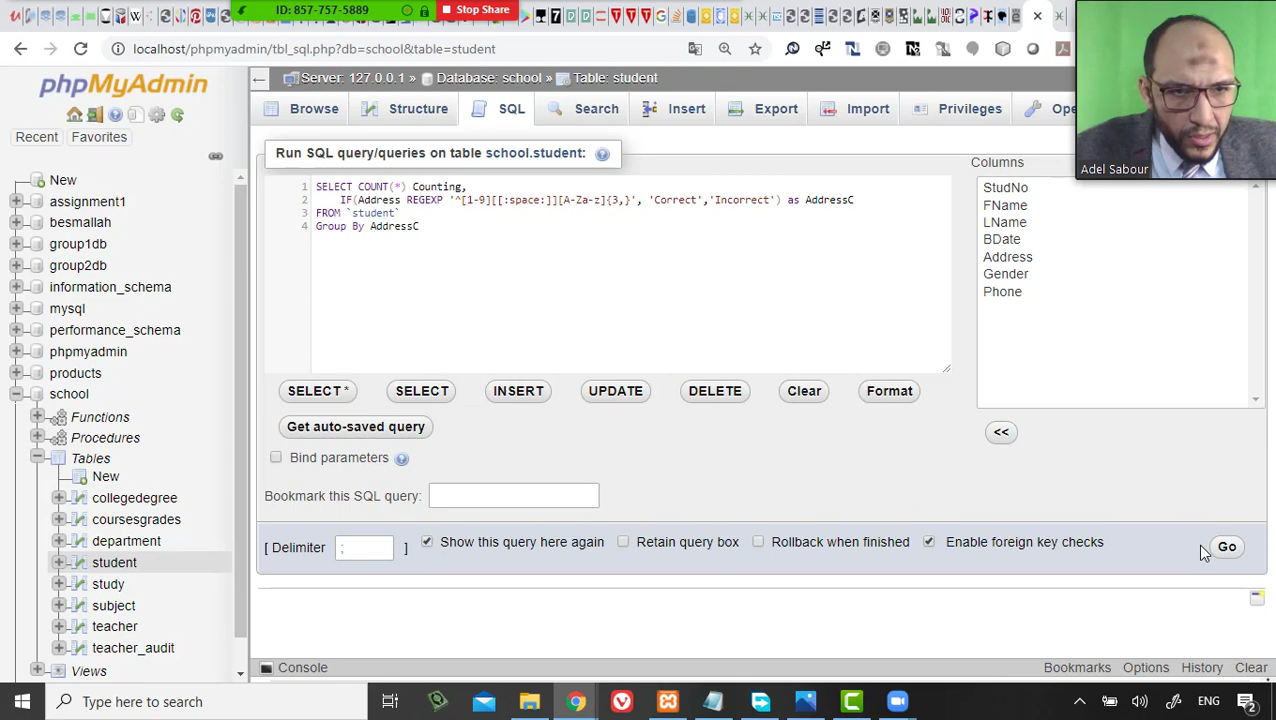 ID: 857-757-5889
Stop Share
localhost/phpmyadmin/tbl_sql.php?db=school&table=student
phpMyAdmin
Recent
Favorites
New
assignment1
besmallah
group1db
group2db
information_schema
mysql
performance_schema
phpmyadmin
products
school
Functions
Procedures
Tables
New
collegedegree
coursesgrades
department
student
study
subject
teacher
teacher_audit
Views
Server: 127.0.0.1 » Database: school » Table: student
Browse
Structure
SQL
Search
Insert
Export
Import
Privileges
Adel Sabour
Run SQL query/queries on table school.student:
1 SELECT COUNT(*) Counting,
2 IF(Address REGEXP '^[1-9][[:space:]][A-Za-z]{3,}', 'Correct','Incorrect') as AddressC
3 FROM `student`
4 Group By AddressC
Columns
StudNo
FName
LName
BDate
Address
Gender
Phone
<<
SELECT *
SELECT
INSERT
UPDATE
DELETE
Clear
Format
Get auto-saved query
Bind parameters
Bookmark this SQL query:
[ Delimiter ; ]
Show this query here again
Retain query box
Rollback when finished
Enable foreign key checks
Go
Console
Bookmarks
Options
History
Clear
Type here to search
ENG
2